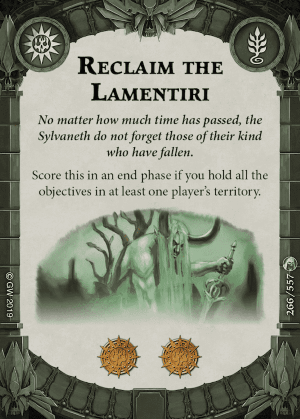 RECLAIM THE
LAMENTIRI
No matter how much time has passed, the
Sylvaneth do not forget those of their kind
who have fallen.
Score this in an end phase if you hold all the
objectives in at least one player's territory.
© GW 2019
266/557